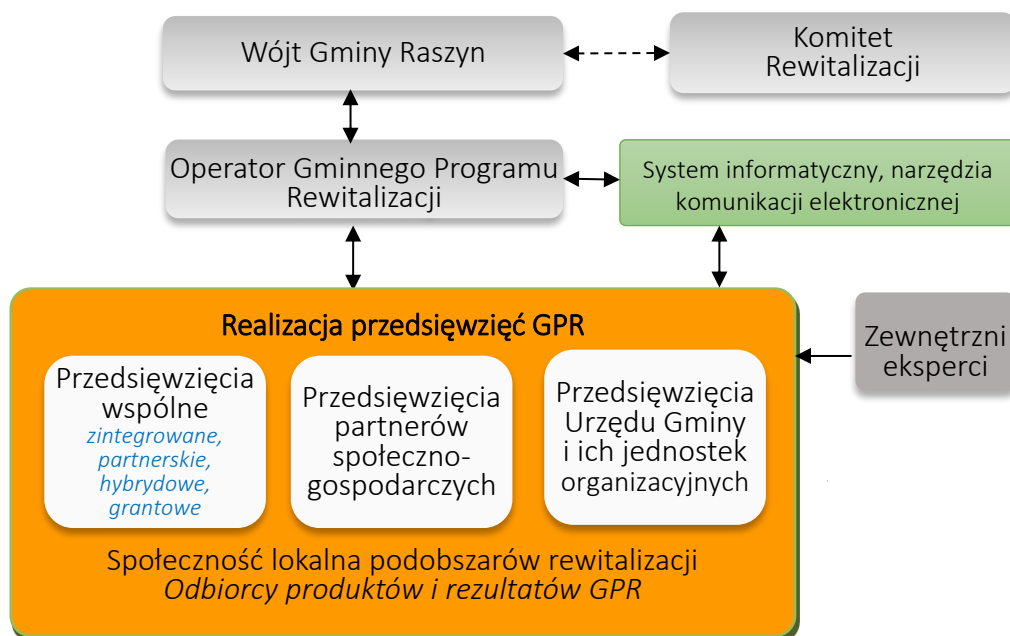 Wójt Gminy Raszyn
Komitet
Rewitalizacji
Operator Gminnego Programu
Rewitalizacji
System informatyczny, narzędzia
komunikacji elektronicznej
Realizacja przedsięwzięć GPR
Przedsięwzięcia
wspólne
zintegrowane,
partnerskie,
hybrydowe,
grantowe
Przedsięwzięcia
partnerów
społeczno-
gospodarczych
Przedsięwzięcia
Urzędu Gminy
i ich jednostek
organizacyjnych
Zewnętrzni
eksperci
Społeczność lokalna podobszarów rewitalizacji
Odbiorcy produktów i rezultatów GPR